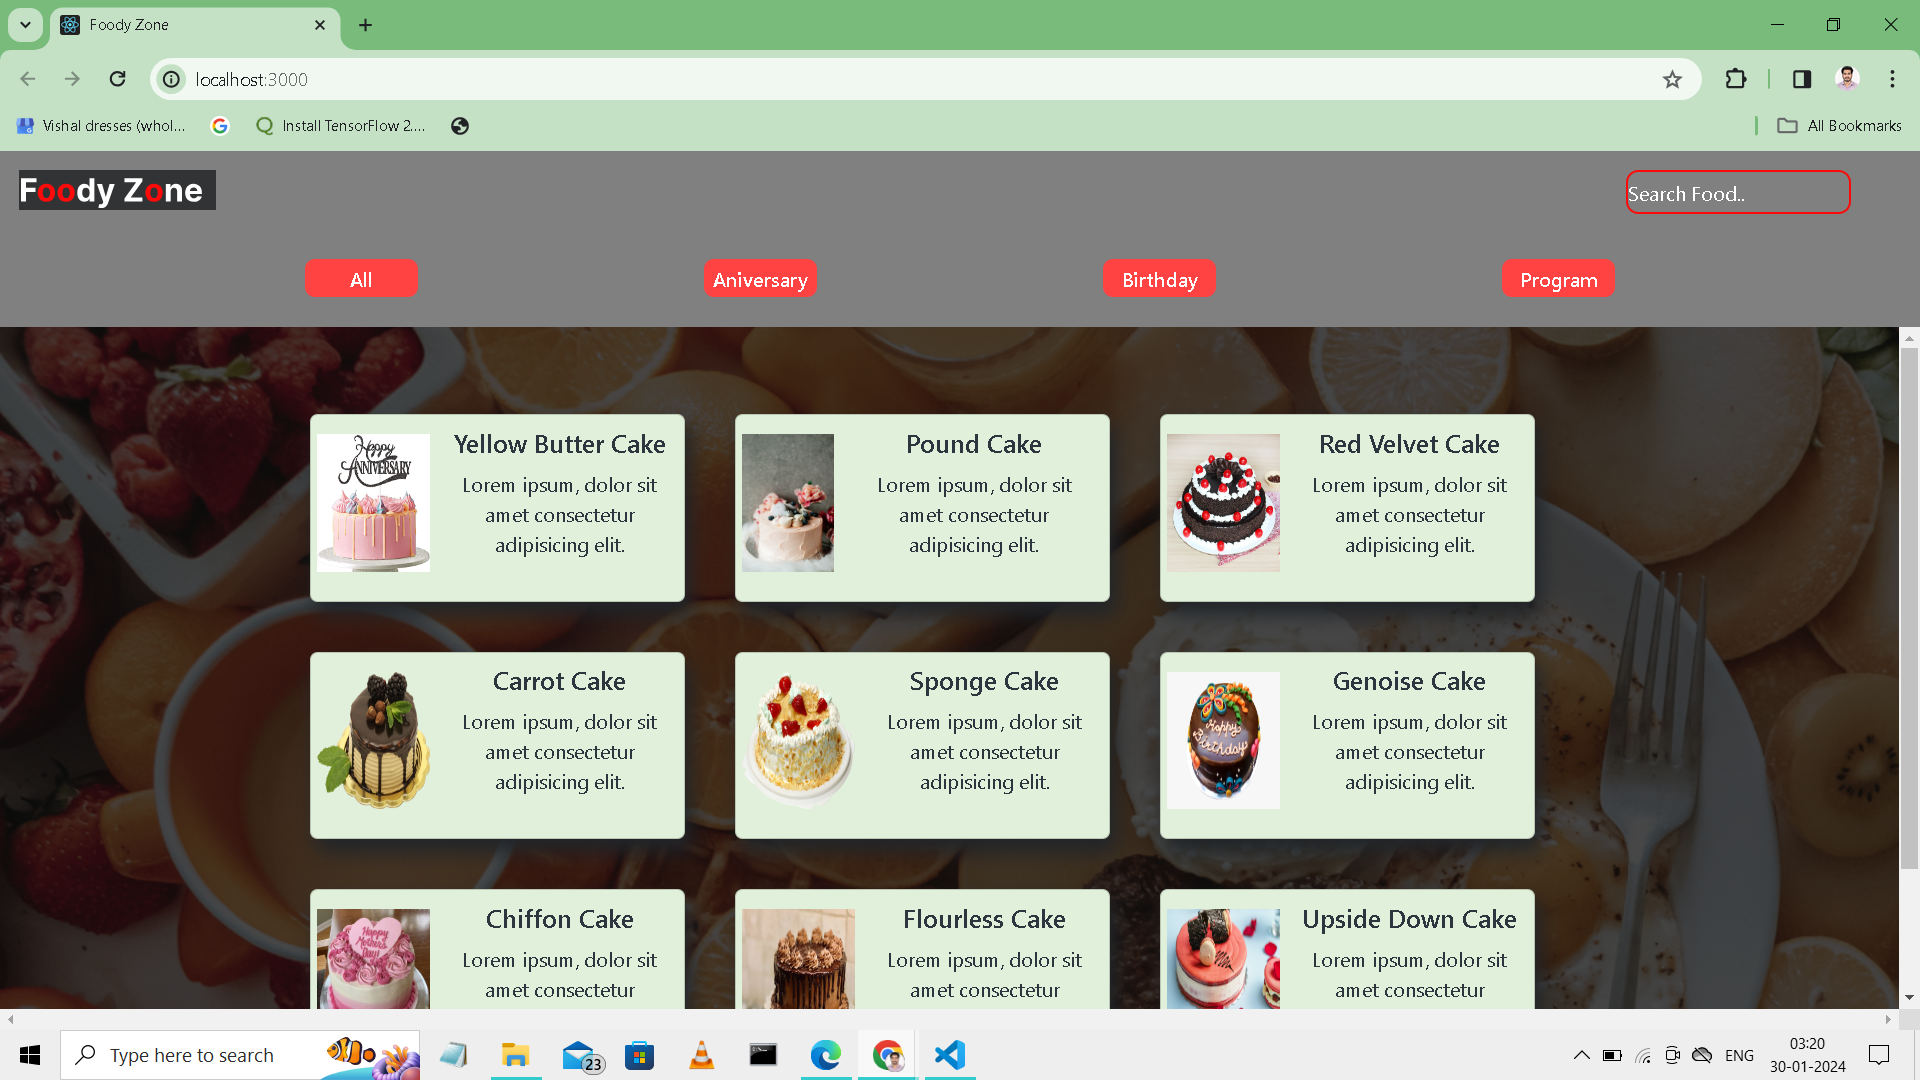 Foody Zone
localhost:3000
Vishal dresses (whol...
Install TensorFlow 2....
All Bookmarks
Foody Zone
Search Food..
All
Aniversary
Birthday
Program
Happy
ANNIVERSARY
Yellow Butter Cake
Lorem ipsum, dolor sit
amet consectetur
adipisicing elit.
Pound Cake
Lorem ipsum, dolor sit
amet consectetur
adipisicing elit.
Red Velvet Cake
Lorem ipsum, dolor sit
amet consectetur
adipisicing elit.
Carrot Cake
Lorem ipsum, dolor sit
amet consectetur
adipisicing elit.
Sponge Cake
Lorem ipsum, dolor sit
amet consectetur
adipisicing elit.
Happy
Birthday
Genoise Cake
Lorem ipsum, dolor sit
amet consectetur
adipisicing elit.
Happy
Mothers
Day
Chiffon Cake
Lorem ipsum, dolor sit
amet consectetur
Flourless Cake
Lorem ipsum, dolor sit
amet consectetur
Upside Down Cake
Lorem ipsum, dolor sit
amet consectetur
Type here to search
23
ENG
03:20
30-01-2024